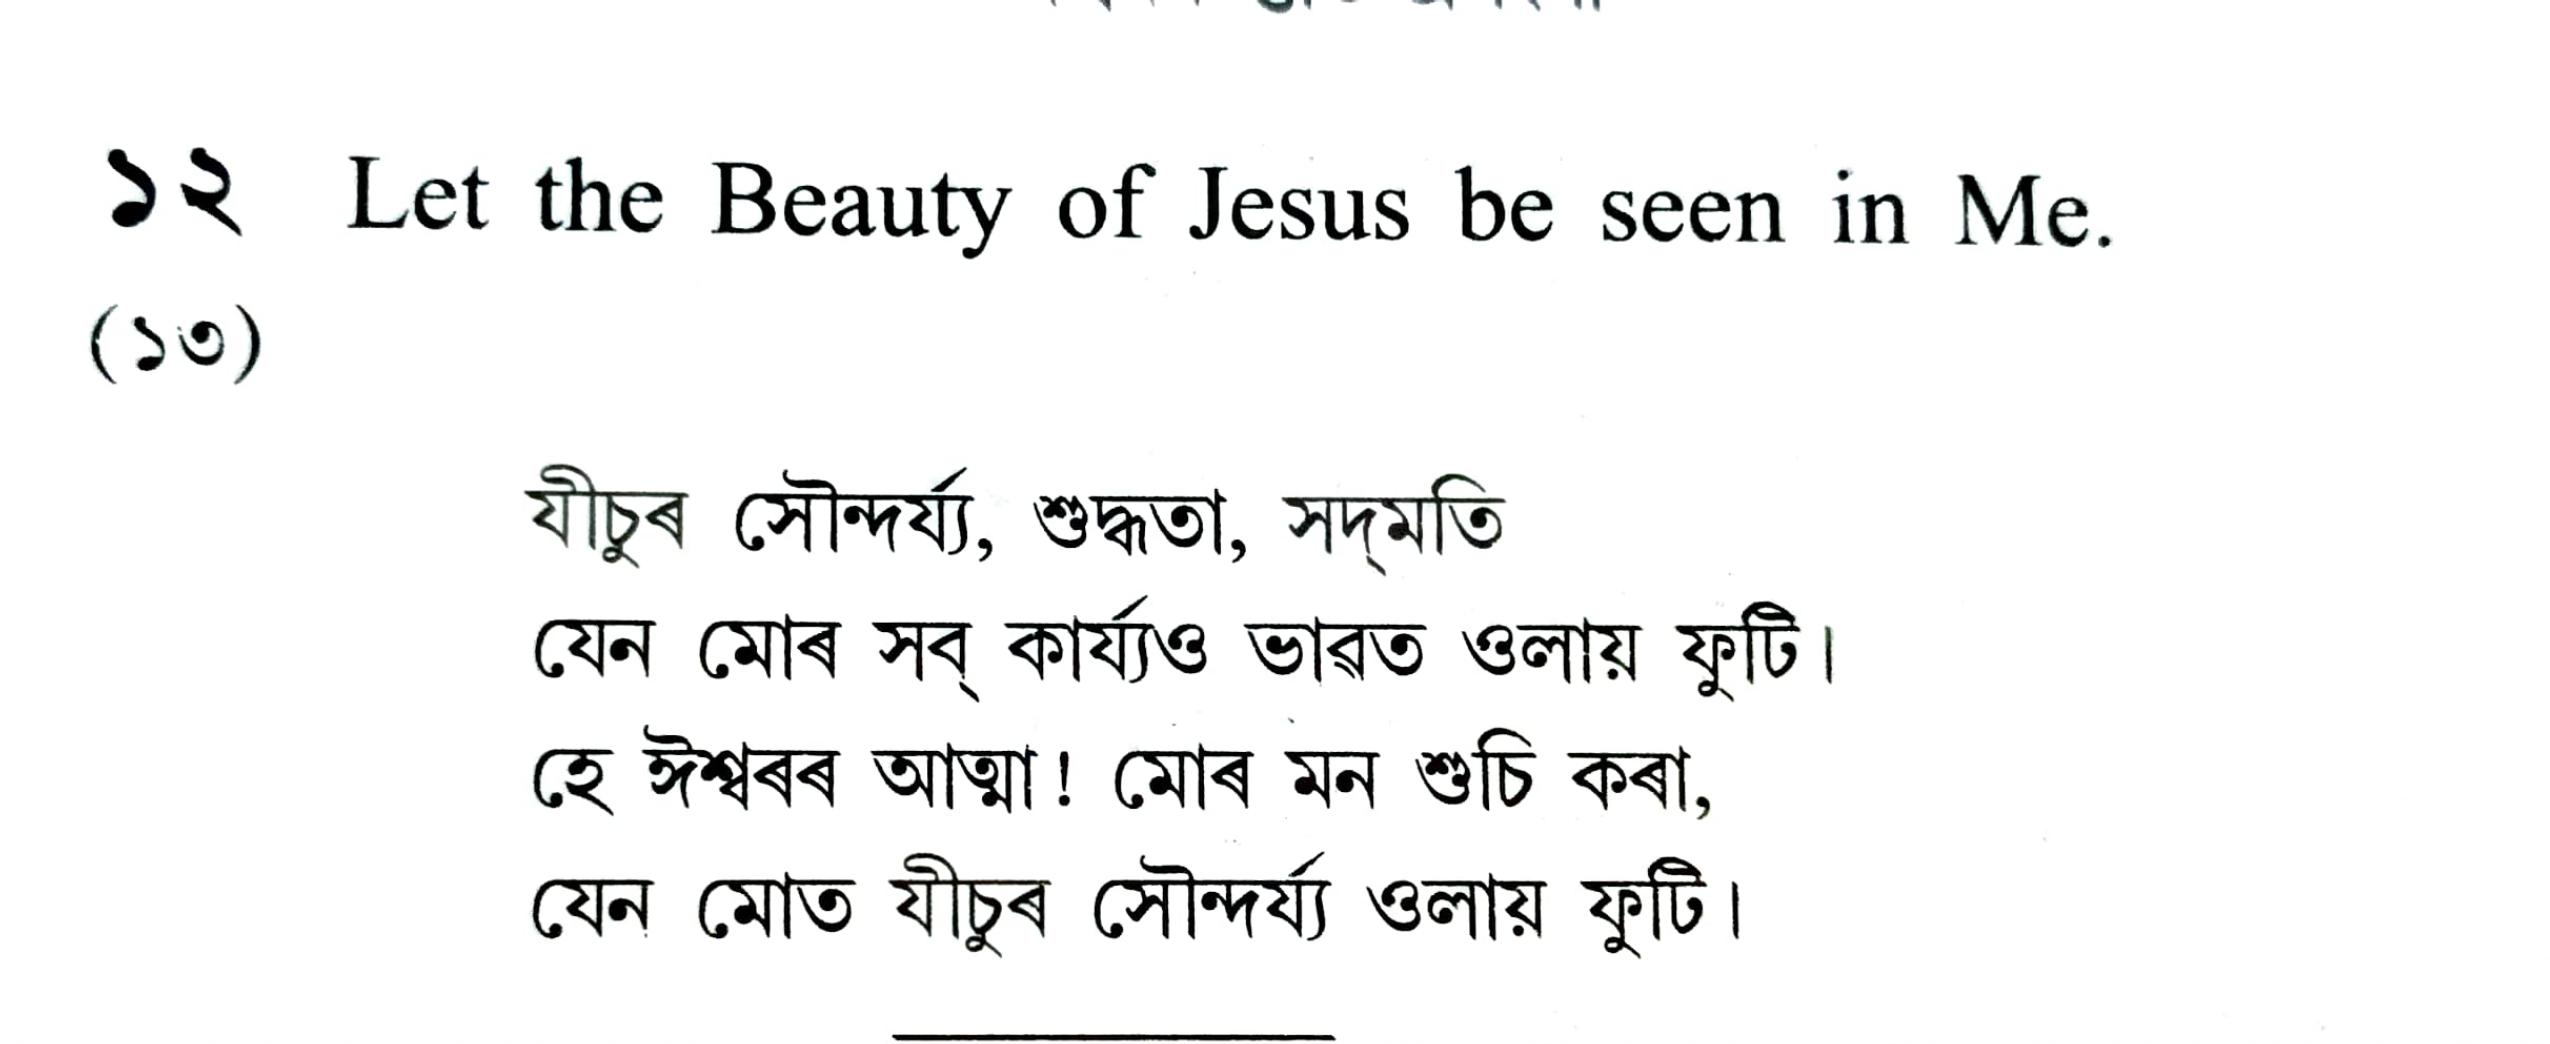 ১২ Let the Beauty of Jesus be seen in Me.
(১৩)
যীচুৰ সৌন্দৰ্য্য, শুদ্ধতা, সদ্‌মতি
যেন মোৰ সব্ কাৰ্য্যও ভাৱত ওলায় ফুটি।
হে ঈশ্বৰৰ আত্মা! মোৰ মন শুচি কৰা,
যেন মোত যীচুৰ সৌন্দৰ্য্য ওলায় ফুটি।